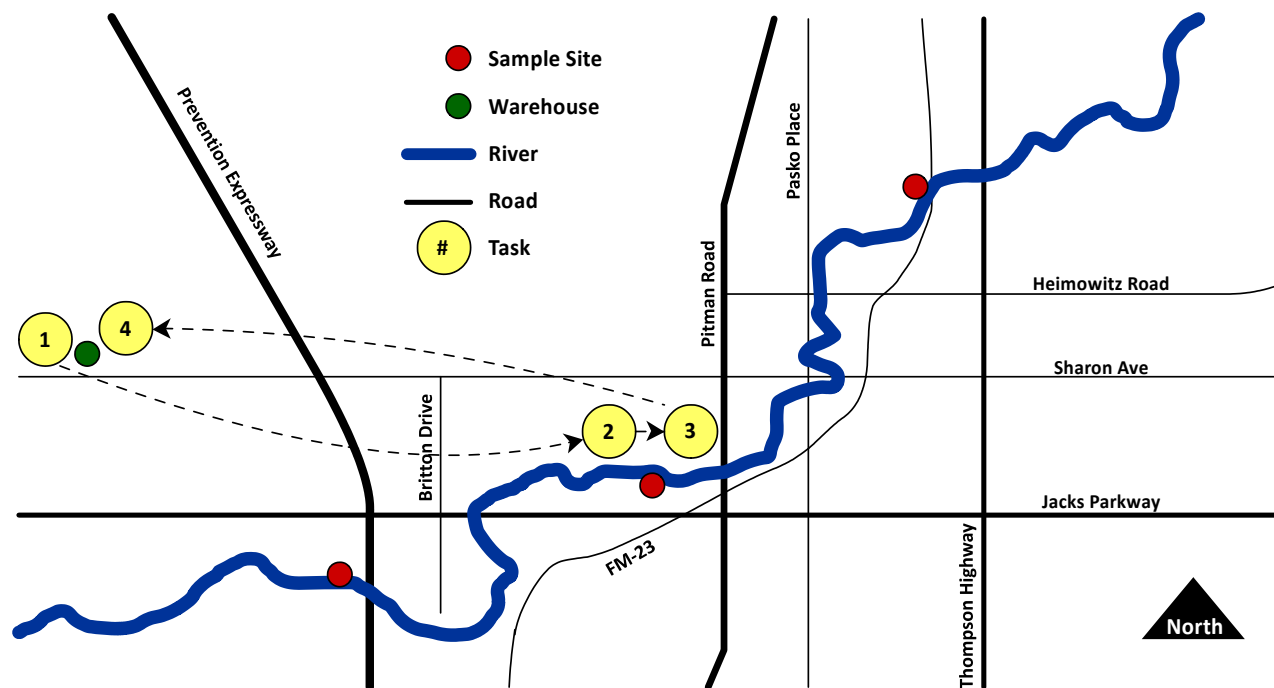 Prevention Expressway
Sample Site
Warehouse
River
Road
#
Task
Pasko Place
Pitman Road
Heimowitz Road
1
4
Sharon Ave
Britton Drive
2
3
Jacks Parkway
FM-23
Thompson Highway
North